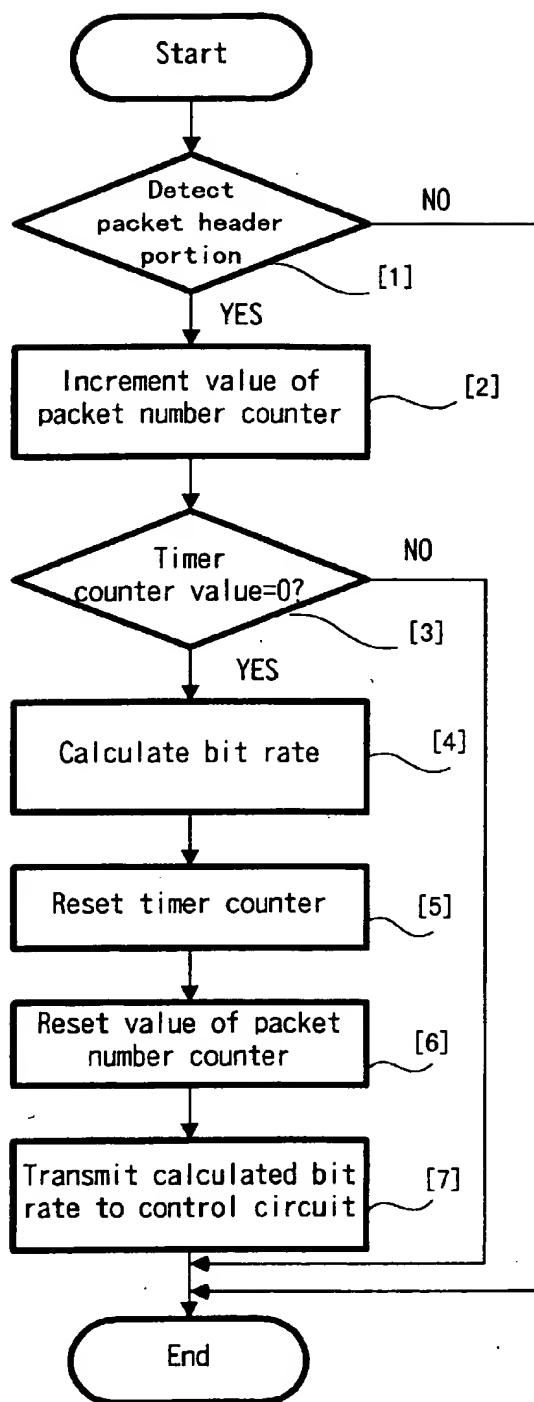 Start
Detect
packet header
portion
NO
[1]
YES
Increment value of
packet number counter
[2]
Timer
counter value=0?
NO
[3]
YES
Calculate bit rate
[4]
Reset timer counter
[5]
Reset value of packet
number counter
[6]
Transmit calculated bit
rate to control circuit
[7]
End